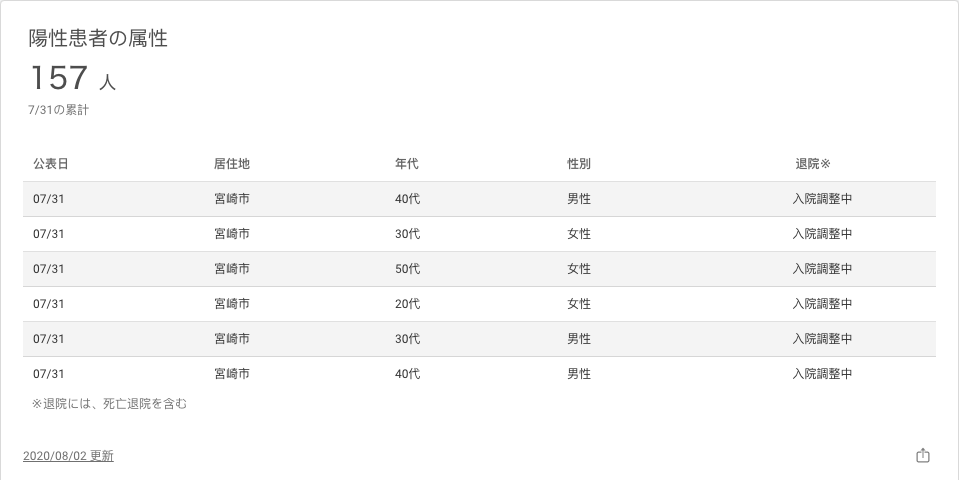 陽性患者の属性
157 人
7/31の累計
公表日 居住地 年代 性別 退院※
07/31 宮崎市 40代 男性 入院調整中
07/31 宮崎市 30代 女性 入院調整中
07/31 宮崎市 50代 女性 入院調整中
07/31 宮崎市 20代 女性 入院調整中
07/31 宮崎市 30代 男性 入院調整中
07/31 宮崎市 40代 男性 入院調整中
※退院には、死亡退院を含む
2020/08/02 更新